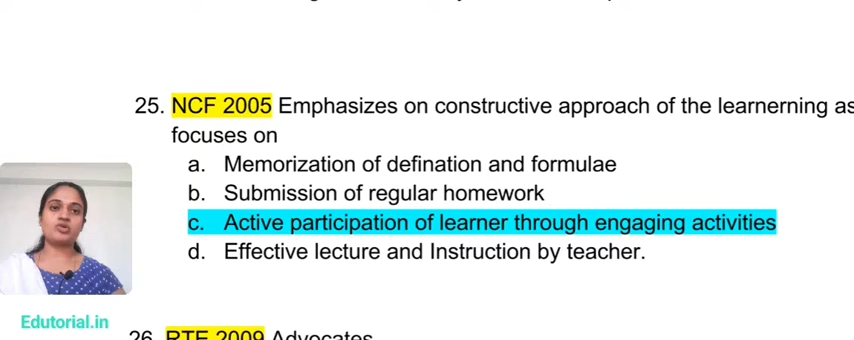 25. NCF 2005 Emphasizes on constructive approach of the learnerning as
focuses on
a. Memorization of defination and formulae
b. Submission of regular homework
c. Active participation of learner through engaging activities
d. Effective lecture and Instruction by teacher.
Edutorial.in
26. RTE 2009 Advocates